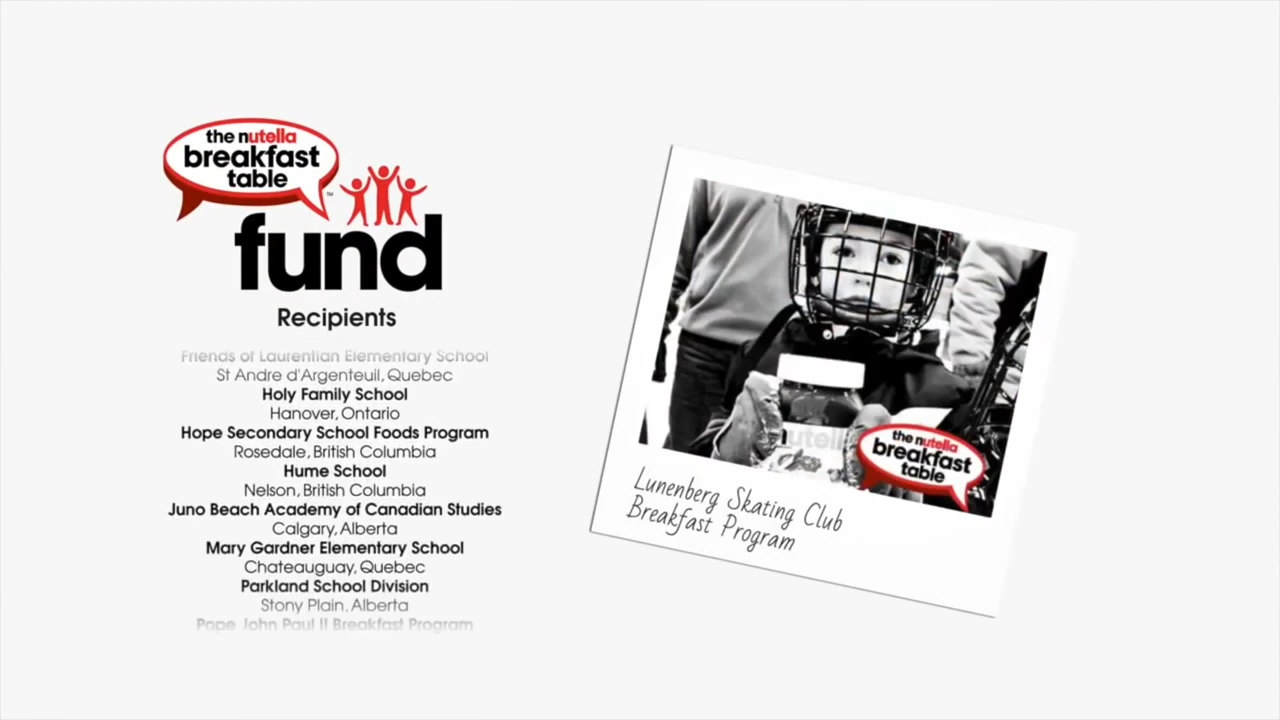 the nutella
breakfast
table
TM
fund
Recipients
Friends of Laurentian Elementary School
St Andre d'Argenteuil, Quebec
Holy Family School
Hanover, Ontario
Hope Secondary School Foods Program
Rosedale, British Columbia
Hume School
Nelson, British Columbia
Juno Beach Academy of Canadian Studies
Calgary, Alberta
Mary Gardner Elementary School
Chateauguay, Quebec
Parkland School Division
Stony Plain, Alberta
Pope John Paul II Breakfast Program
nutella
the nutella
breakfast
table
Lunenberg Skating Club
Breakfast Program